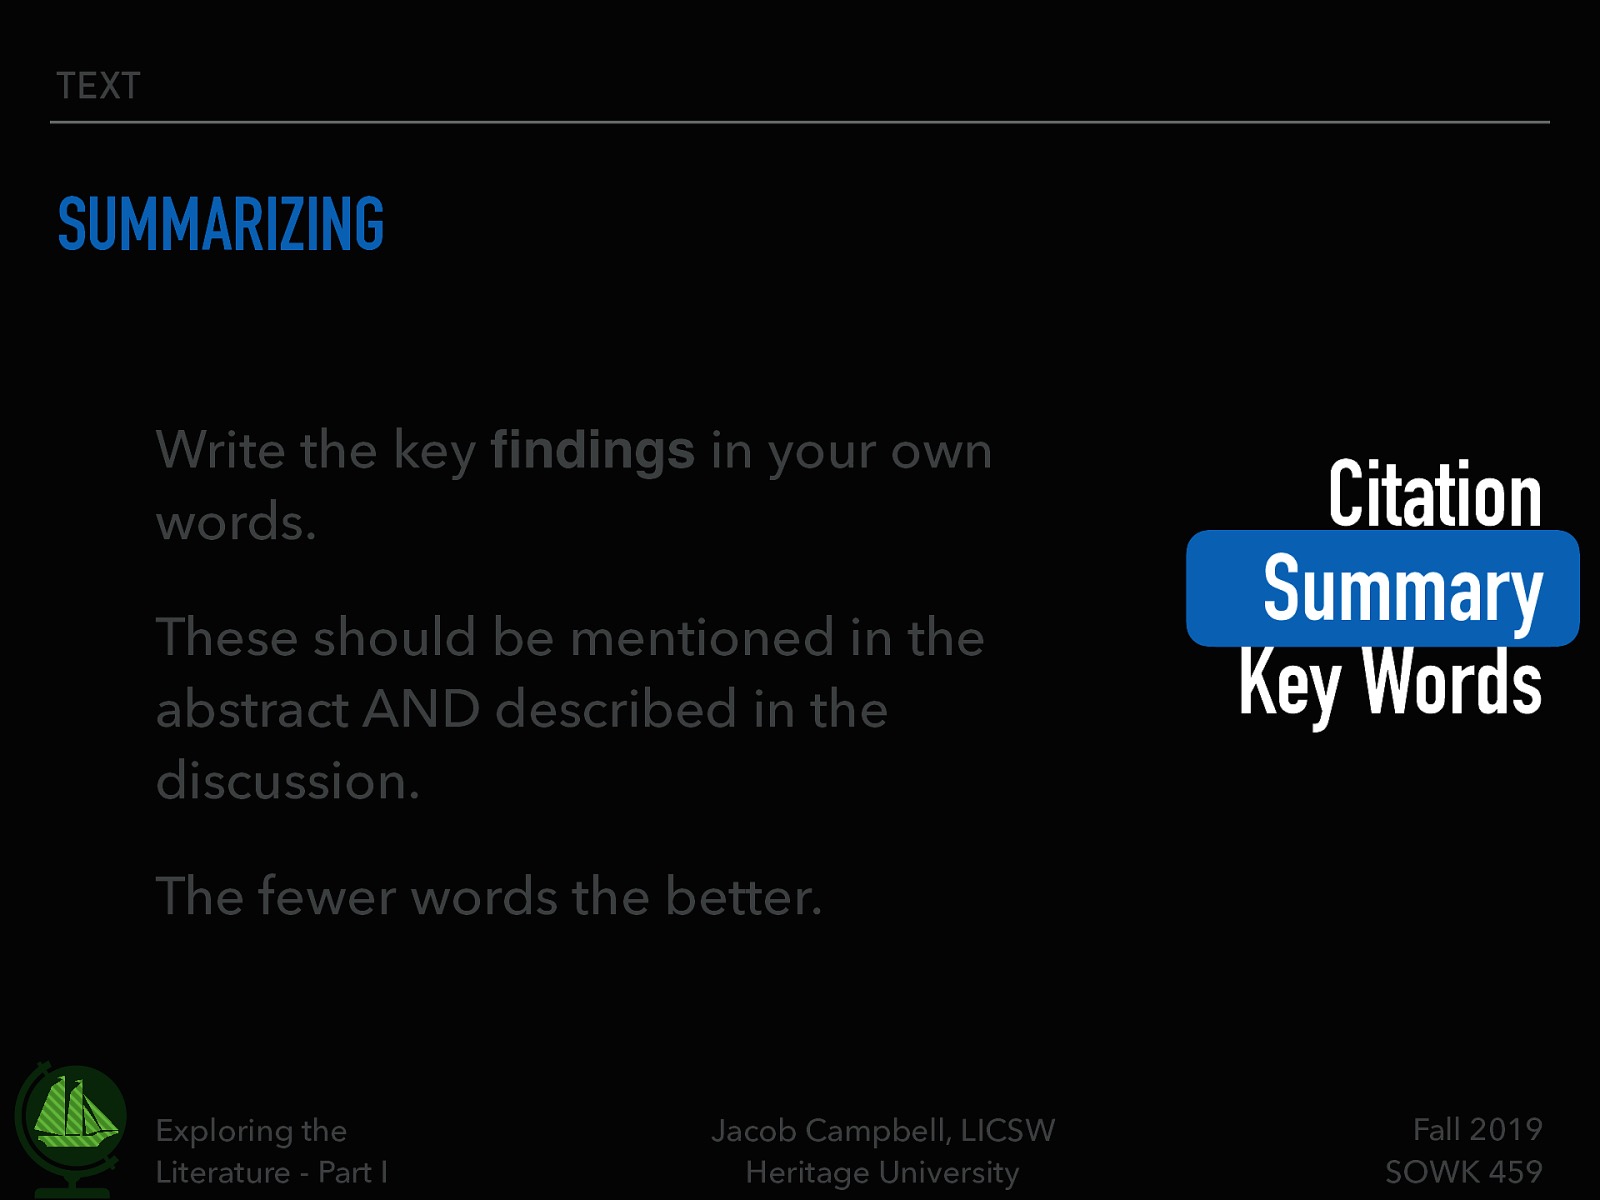 TEXT
SUMMARIZING
Write the key findings in your own
words.
These should be mentioned in the
abstract AND described in the
discussion.
The fewer words the better.
Citation
Summary
Key Words
Exploring the
Literature - Part I
Jacob Campbell, LICSW
Heritage University
Fall 2019
SOWK 459